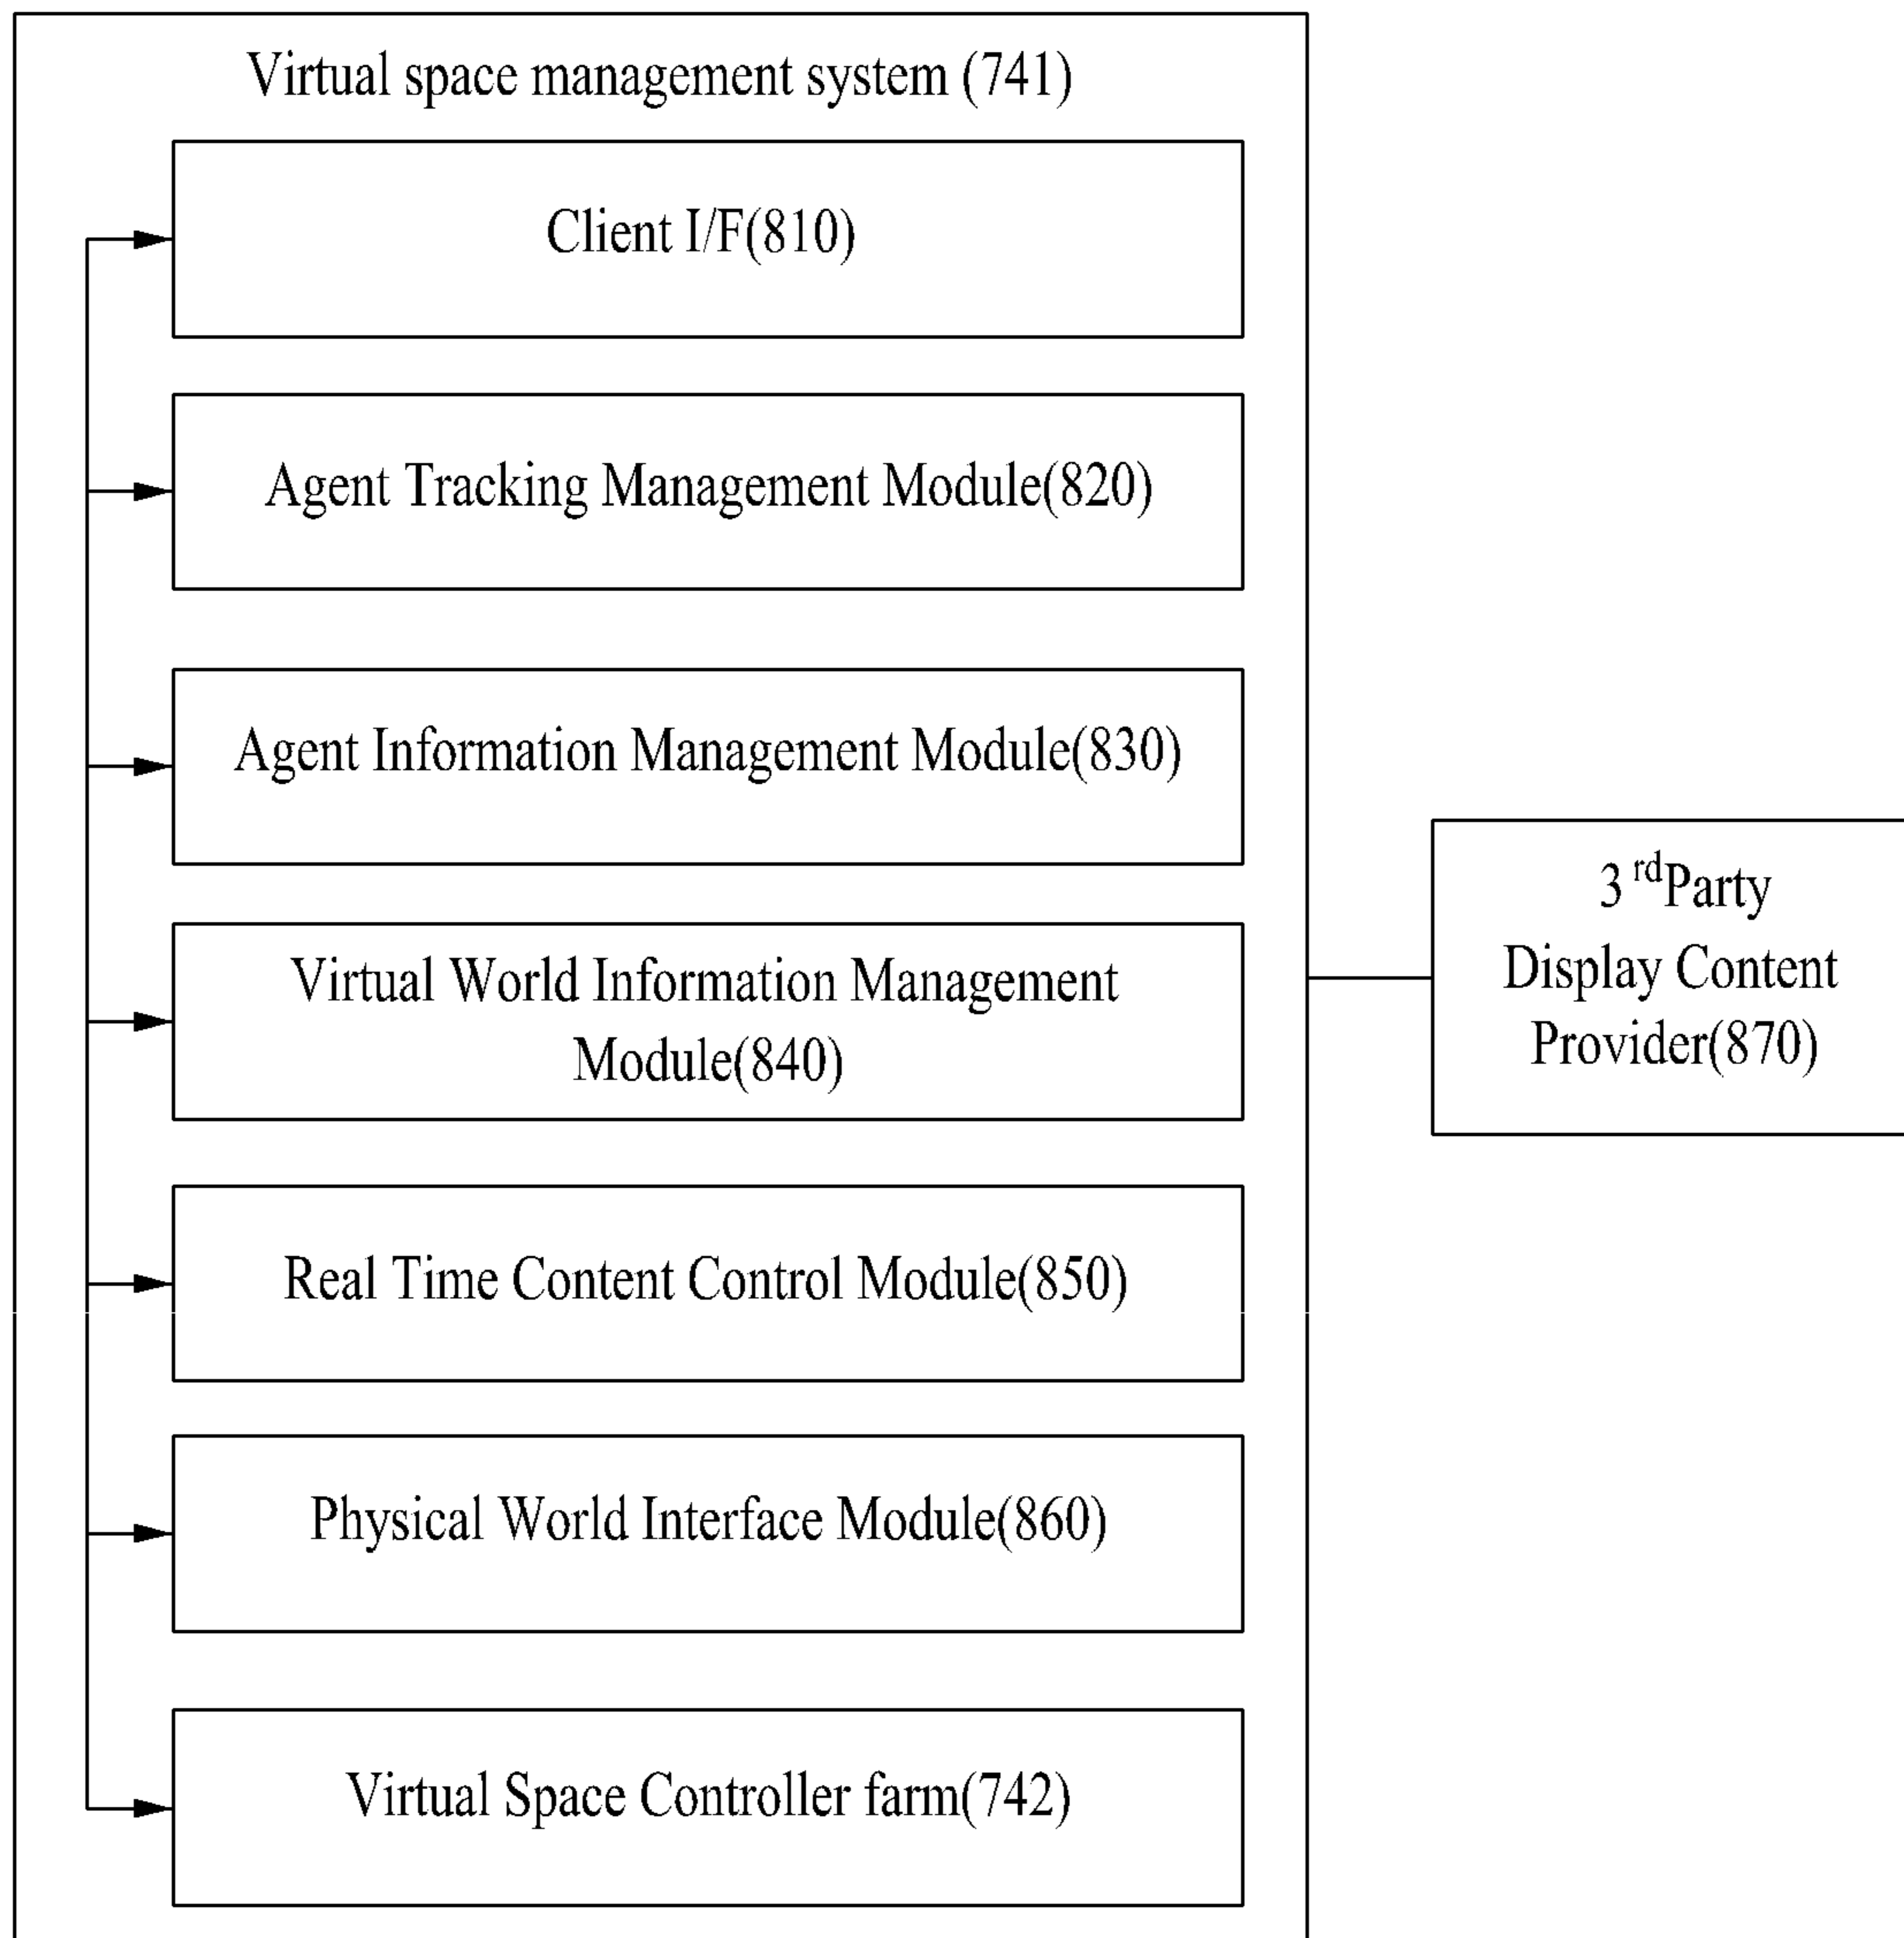 Virtual space management system (741)
Client I/F(810)
Agent Tracking Management Module(820)
Agent Information Management Module(830)
Virtual World Information Management
Module(840)
Real Time Content Control Module(850)
Physical World Interface Module(860)
Virtual Space Controller farm(742)
3 rdParty
Display Content
Provider(870)